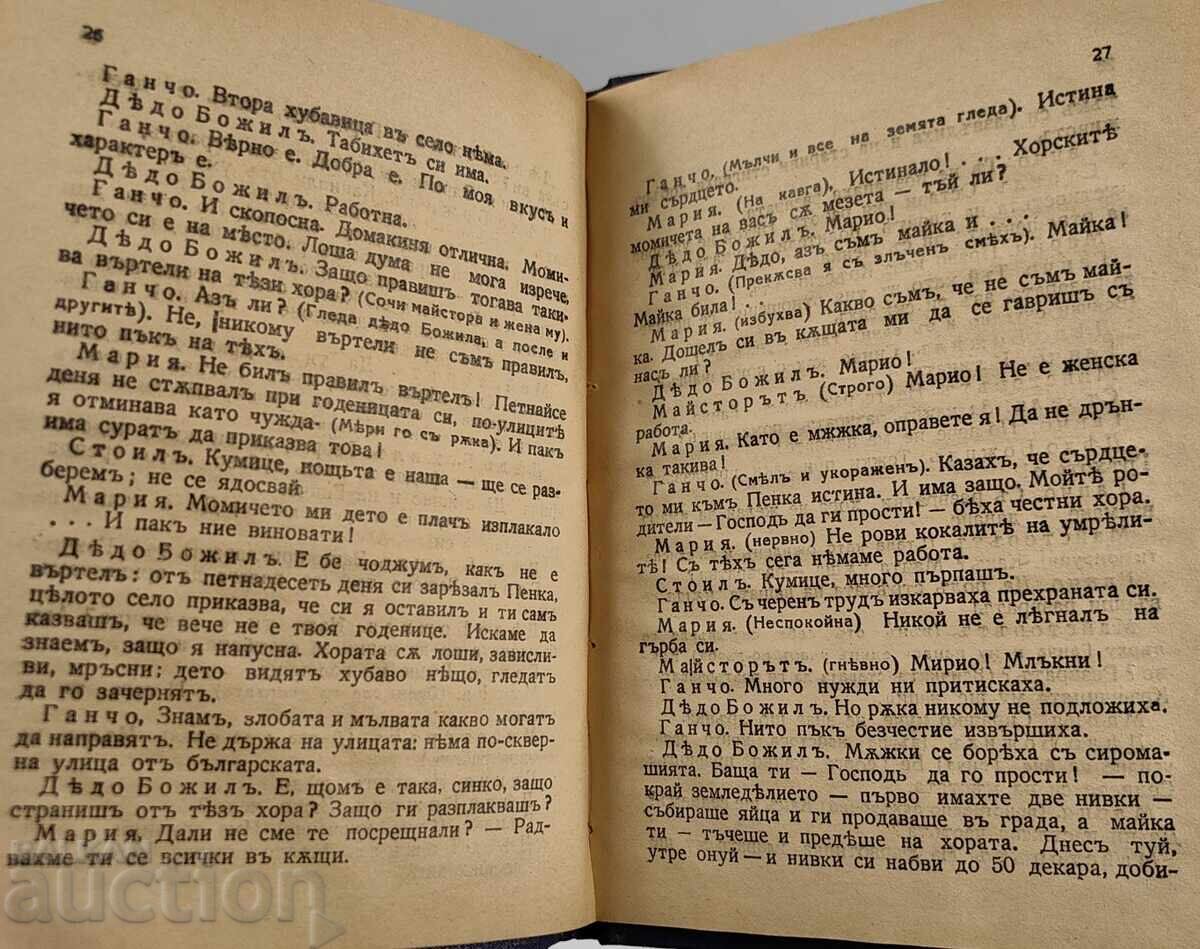 26
Ганчо. Втора хубавица въ село нѣма.
Дѣдо Божилъ. Табихетъ си има.
Ганчо. Вѣрно е. Добра е. По моя вкусъ и
характеръ е.
Дѣдо Божилъ. Работна.
Ганчо. И скопосна. Домакиня отлична. Моми-
чето си е на мѣсто. Лоша дума не мога изрече,
Дѣдо Божилъ. Защо правишъ тогава таки-
ва въртели на тѣзи хора? (Сочи майстора и жена му).
Ганчо. Азъ ли? (Гледа дѣдо Божила, а после и
другитѣ). Не, никому въртели не съмъ правилъ,
нито пъкъ на тѣхъ.
Мария. Не билъ правилъ въртелъ! Петнайсе
деня не стѫпвалъ при годеницата си, по-улицитѣ
я отминава като чужда- (Мѣри го съ рѫка). И пакъ
има суратъ да приказва това!
Стоилъ. Кумице, нощьта е наша — ще се раз-
беремъ; не се ядосвай
Мария. Момичето ми дето е плачъ изплакало
. . . И пакъ ние виновати!
Дѣдо Божилъ. Е бе чоджумъ, какъ не е
въртелъ: отъ петнадесеть деня си зарѣзалъ Пенка,
цѣлото село приказва, че си я оставилъ и ти самъ
казвашъ, че вече не е твоя годенице. Искаме да
знаемъ, защо я напусна. Хората сѫ лоши, зависли-
ви, мръсни; дето видятъ хубаво нѣщо, гледатъ
да го зачернятъ.
Ганчо, Знамъ, злобата и мълвата какво могатъ
да направятъ. Не държа на улицата: нѣма по-сквер-
на улица отъ българската.
Дѣдо Божилъ. Е, щомъ е така, синко, защо
странишъ отъ тѣзъ хора? Защо ги разплаквашъ?
Мария. Дали не сме те посрещнали? — Рад-
вахме ти се всички въ кѫщи.
27
Ганчо. (Мълчи и все на земята гледа). Истина
ми сърдцето.
Мария. (На кавга). Истинало! . . . Хорскитѣ
момичета на васъ сѫ мезета — тъй ли?
Дѣдо Божилъ. Марио!
Мария. Дѣдо, азъ съмъ майка и . . .
Ганчо. (Прекѫсва я съ злъченъ смѣхъ). Майка!
Майка била! . .
Мария. (избухва) Какво съмъ, че не съмъ май-
ка. Дошелъ си въ кѫщата ми да се гавришъ съ
насъ ли?
Дѣдо Божилъ. Марио!
Майсторътъ. (Строго) Марио! Не е женска
работа.
Мария. Като е мѫжка, оправете я! Да не дрън-
ка такива!
Ганчо. (Смѣлъ и укораженъ). Казахъ, че сърдце-
то ми къмъ Пенка истина. И има защо. Мойтѣ ро-
дители — Господь да ги прости! — бѣха честни хора.
Мария. (нервно) Не рови кокалитѣ на умрѣли-
тѣ! Съ тѣхъ сега нѣмаме работа.
Стоилъ. Кумице, много пърпашъ.
Ганчо. Съ черенъ трудъ изкарваха прехраната си.
Мария. (Неспокойна) Никой не е лѣгналъ на
гърба си.
Майсторътъ. (гнѣвно) Мирио! Млъкни!
Ганчо. Много нужди ни притискаха.
Дѣдо Божилъ. Но рѫка никому не подложиха.
Ганчо. Нито пъкъ безчестие извършиха.
Дѣдо Божилъ. Мѫжки се борѣха съ сирома-
шията. Баща ти — Господь да го прости! — по-
край земледѣлието — първо имахте две нивки —
събираше яйца и ги продаваше въ града, а майка
ти — тъчеше и предѣше на хората. Днесъ туй,
утре онуй — и нивки си набви до 50 декара, доби-
auction